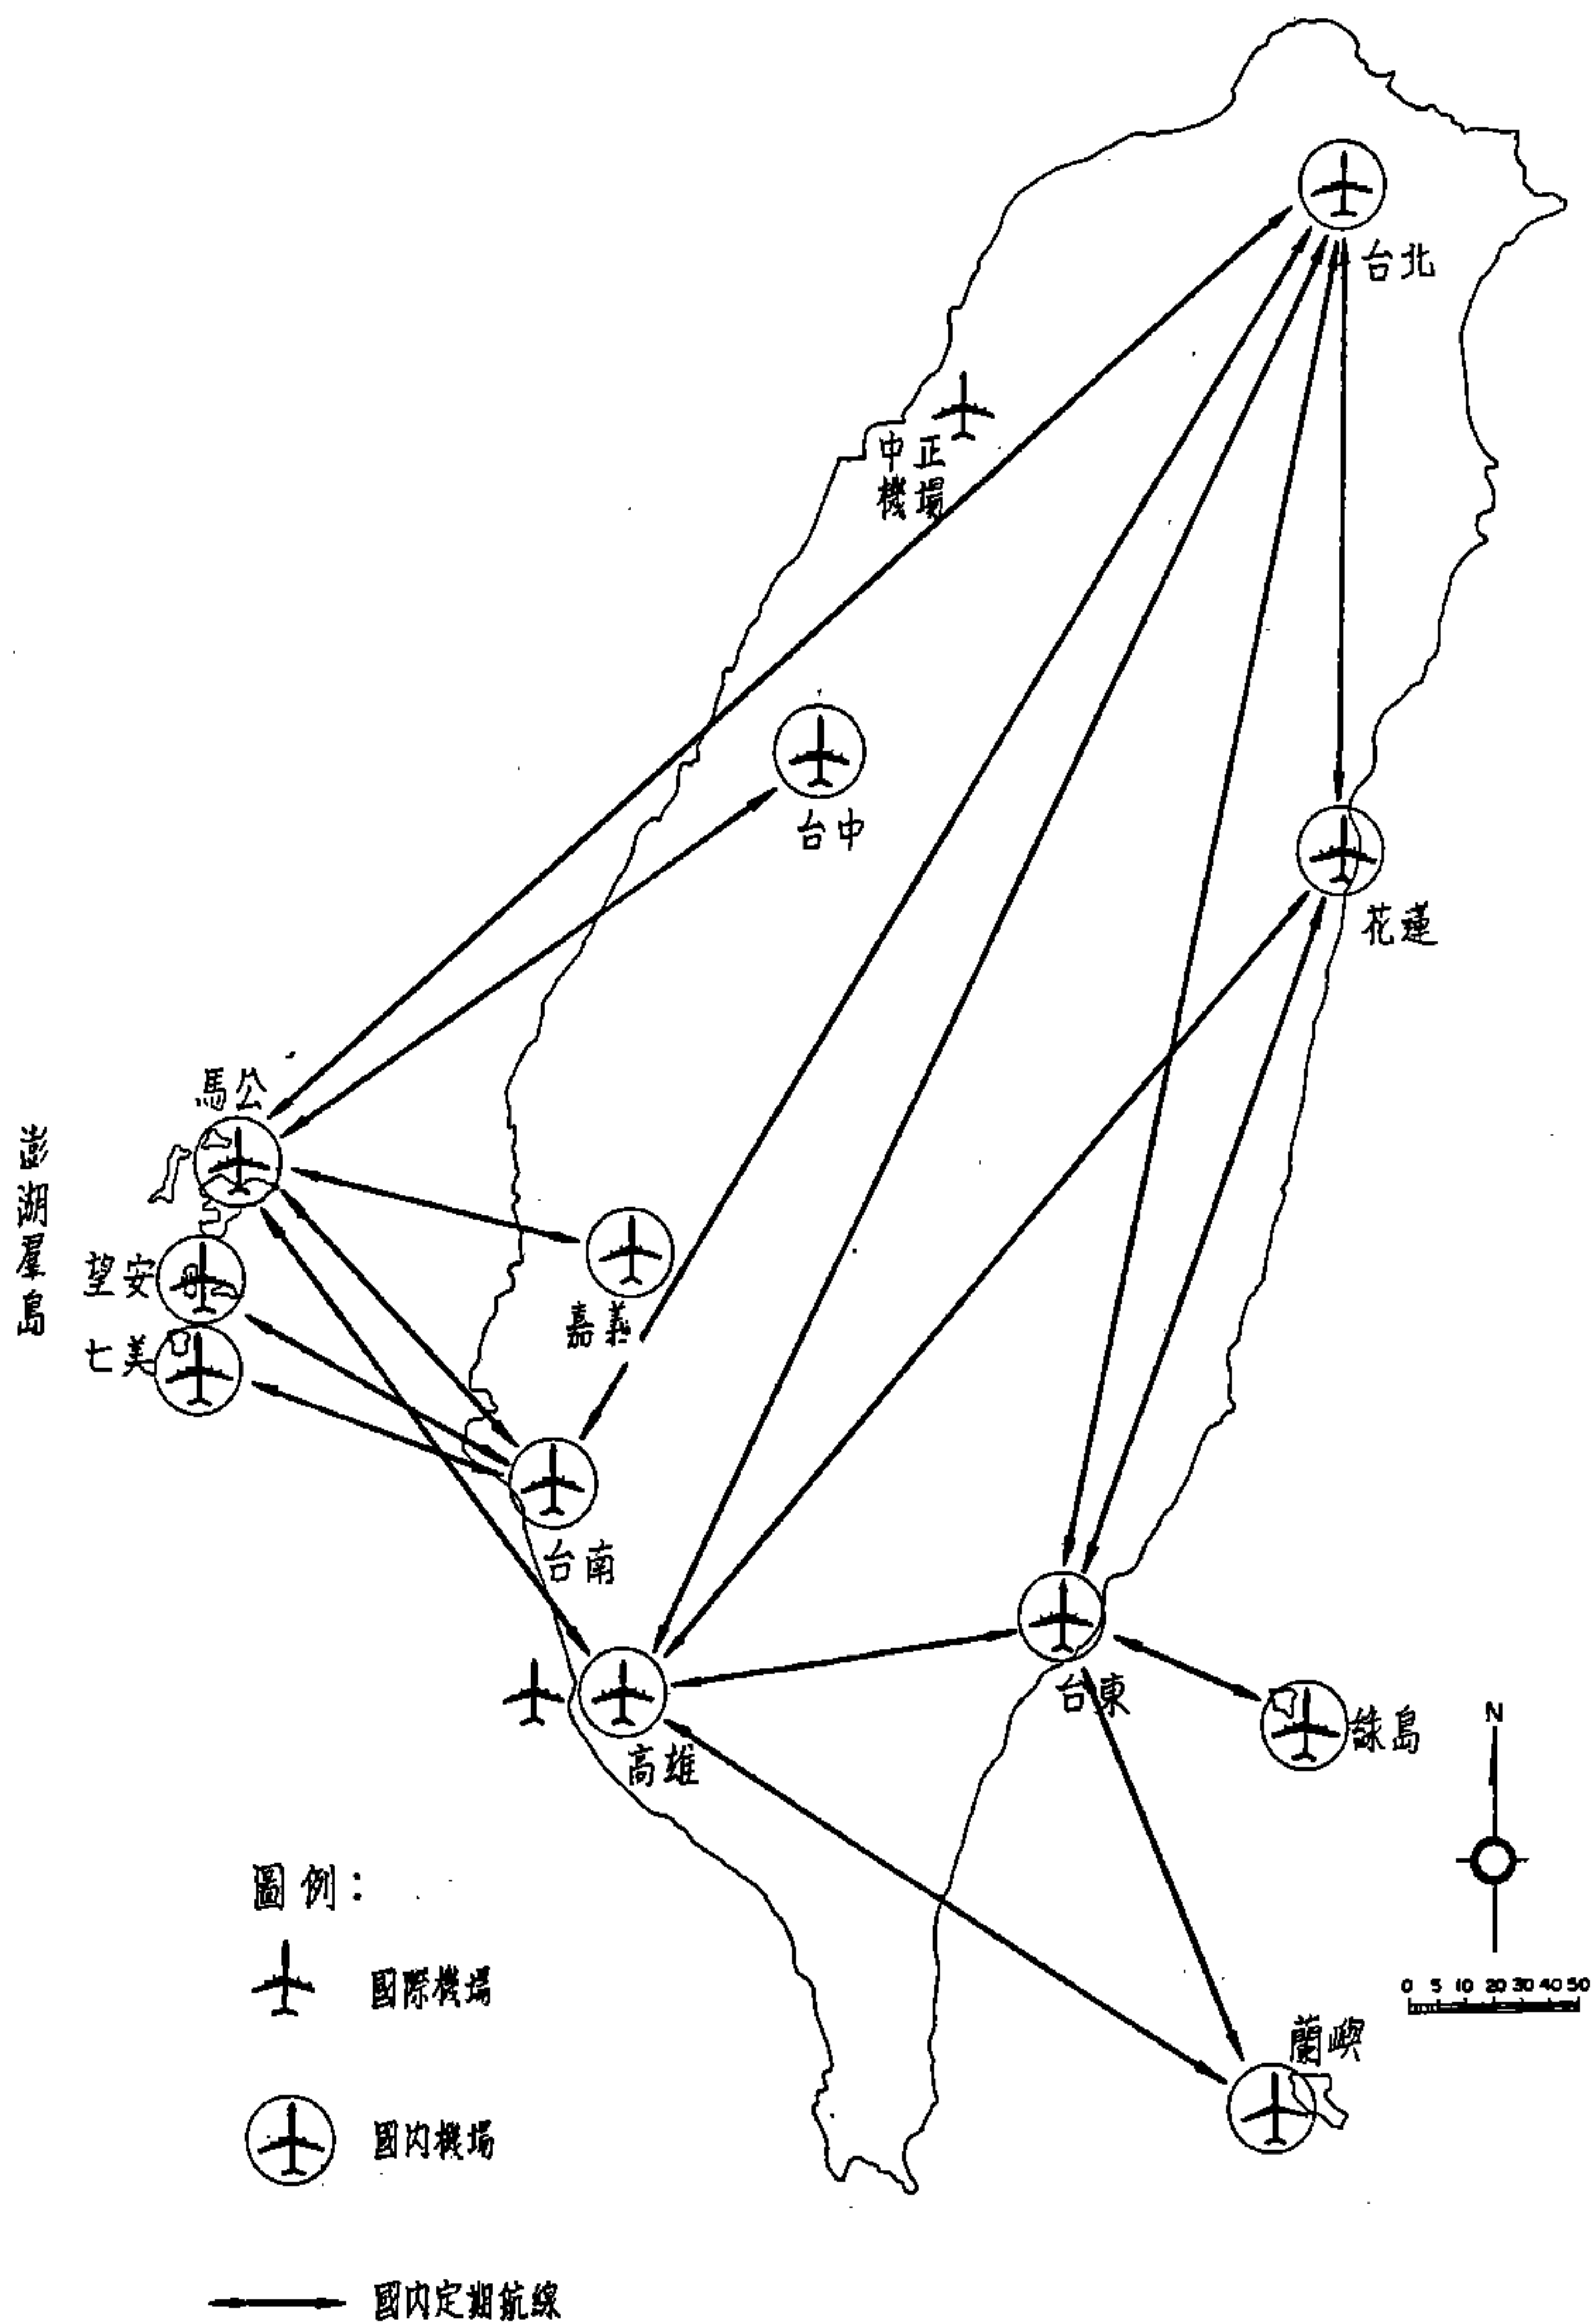 台北
中正
機場
台中
花蓮
馬公
澎湖羣島
望安
七美
嘉義
台南
台東
綠島
高雄
N
0 5 10 20 30 40 50
蘭嶼
圖例：
國際機場
國内機場
國内定期航線